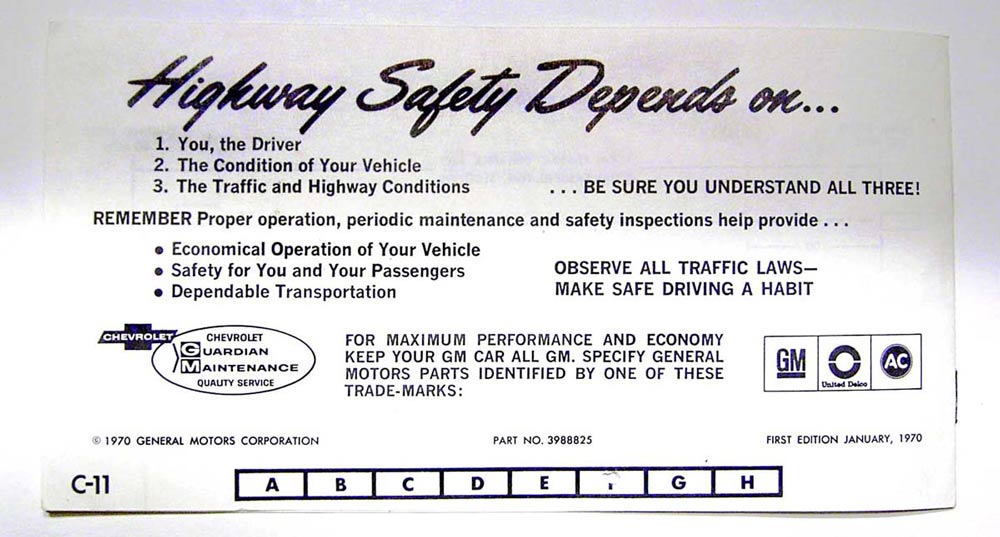 Highway Safety Depends on...
1. You, the Driver
2. The Condition of Your Vehicle
3. The Traffic and Highway Conditions ... BE SURE YOU UNDERSTAND ALL THREE!
REMEMBER Proper operation, periodic maintenance and safety inspections help provide ...
• Economical Operation of Your Vehicle
• Safety for You and Your Passengers
• Dependable Transportation
OBSERVE ALL TRAFFIC LAWS—
MAKE SAFE DRIVING A HABIT
CHEVROLET
CHEVROLET
GUARDIAN
MAINTENANCE
QUALITY SERVICE
FOR MAXIMUM PERFORMANCE AND ECONOMY
KEEP YOUR GM CAR ALL GM. SPECIFY GENERAL
MOTORS PARTS IDENTIFIED BY ONE OF THESE
TRADE-MARKS:
GM
United Delco
AC
© 1970 GENERAL MOTORS CORPORATION PART NO. 3988825 FIRST EDITION JANUARY, 1970
C-11 A B C D E G H